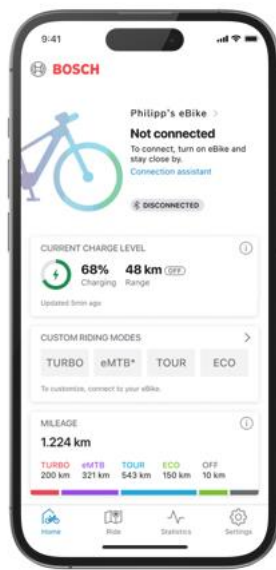 9:41
BOSCH
Philipp's eBike >
Not connected
To connect, turn on eBike and
stay close by.
Connection assistant
DISCONNECTED
CURRENT CHARGE LEVEL
68% 48 km OFF
Charging Range
Updated 5min ago
CUSTOM RIDING MODES
TURBO eMTB* TOUR ECO
To customize, connect to your eBike.
MILEAGE
1.224 km
TURBO eMTB TOUR ECO OFF
200 km 321 km 543 km 150 km 10 km
Home Ride Statistics Settings